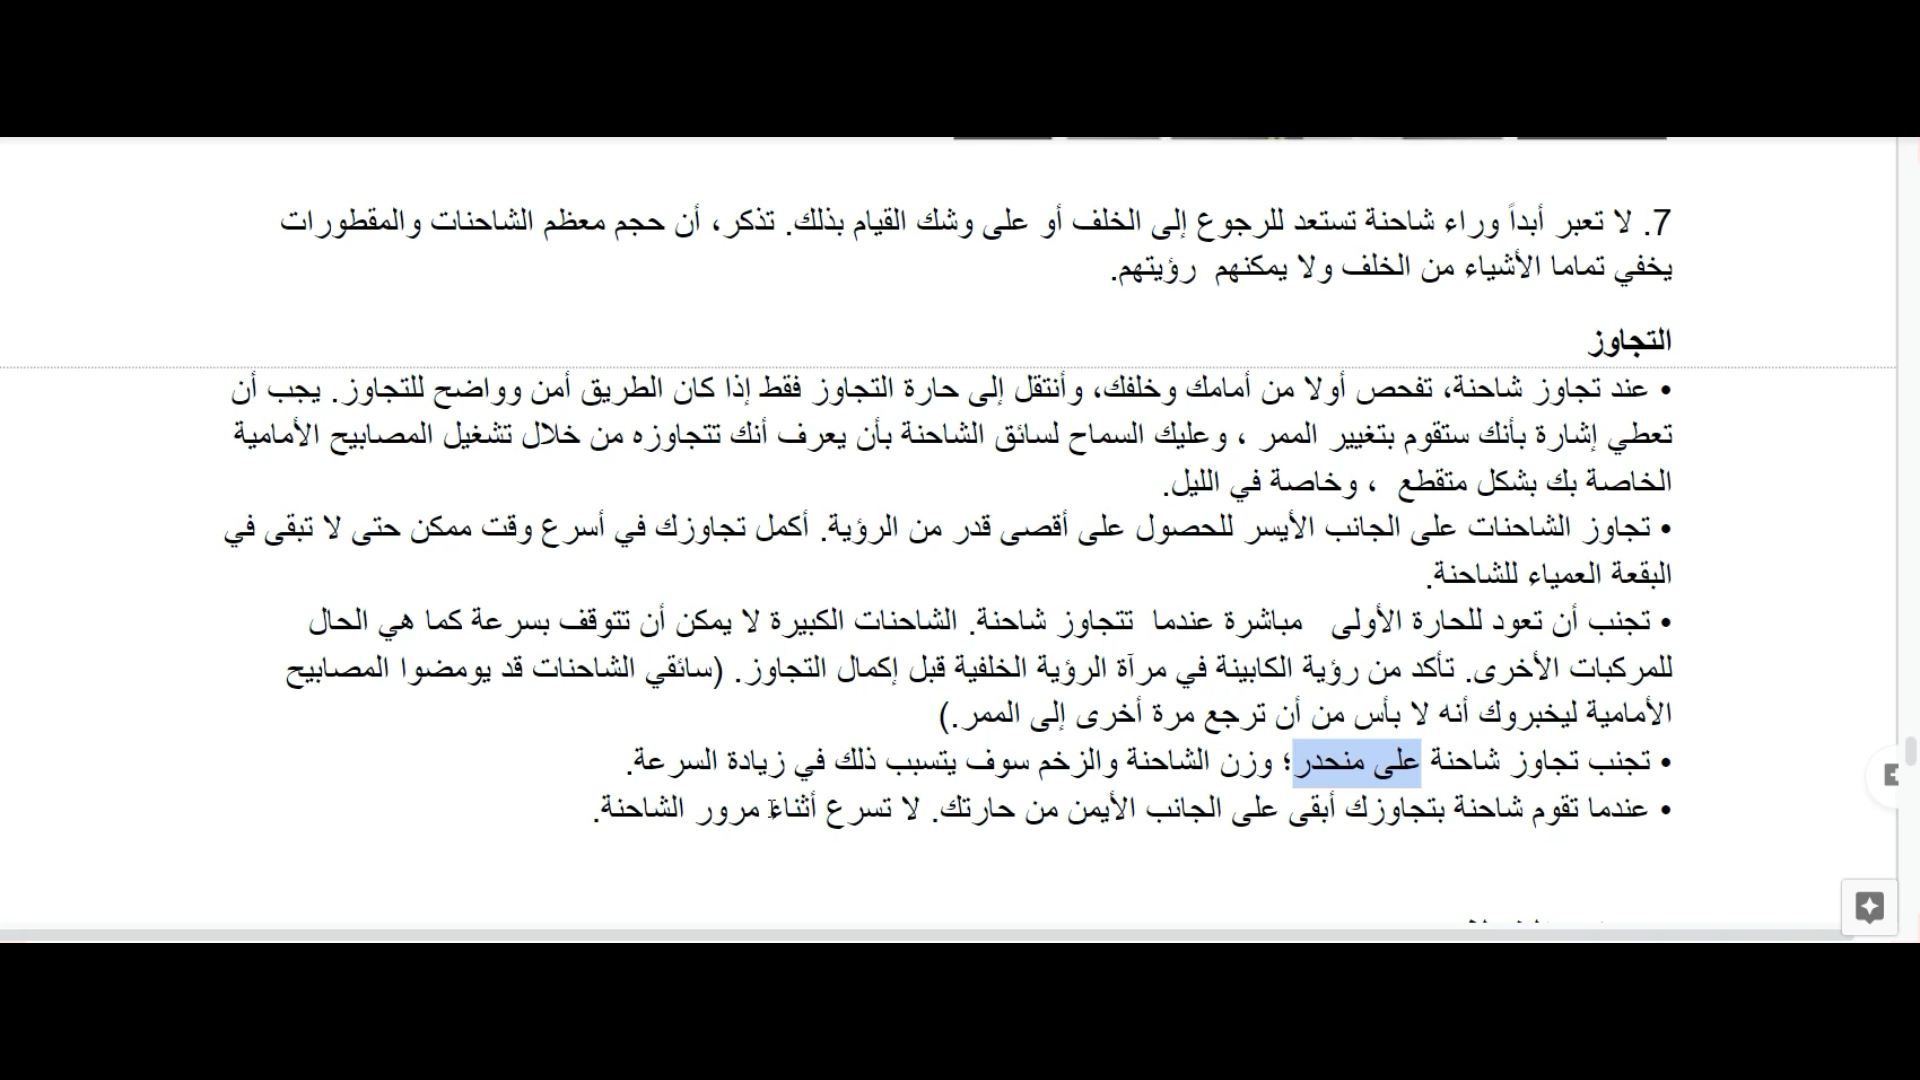 7. لا تعبر أبداً وراء شاحنة تستعد للرجوع إلى الخلف أو على وشك القيام بذلك. تذكر، أن حجم معظم الشاحنات والمقطورات
يخفي تماما الأشياء من الخلف ولا يمكنهم رؤيتهم.
التجاوز
• عند تجاوز شاحنة، تفحص أولا من أمامك وخلفك، وأنتقل إلى حارة التجاوز فقط إذا كان الطريق أمن وواضح للتجاوز. يجب أن
تعطي إشارة بأنك ستقوم بتغيير الممر ، وعليك السماح لسائق الشاحنة بأن يعرف أنك تتجاوزه من خلال تشغيل المصابيح الأمامية
الخاصة بك بشكل متقطع ، وخاصة في الليل.
• تجاوز الشاحنات على الجانب الأيسر للحصول على أقصى قدر من الرؤية. أكمل تجاوزك في أسرع وقت ممكن حتى لا تبقى في
البقعة العمياء للشاحنة.
• تجنب أن تعود للحارة الأولى مباشرة عندما تتجاوز شاحنة. الشاحنات الكبيرة لا يمكن أن تتوقف بسرعة كما هي الحال
للمركبات الأخرى. تأكد من رؤية الكابينة في مرآة الرؤية الخلفية قبل إكمال التجاوز. (سائقي الشاحنات قد يومضوا المصابيح
الأمامية ليخبروك أنه لا بأس من أن ترجع مرة أخرى إلى الممر.)
• تجنب تجاوز شاحنة على منحدر؛ وزن الشاحنة والزخم سوف يتسبب ذلك في زيادة السرعة.
• عندما تقوم شاحنة بتجاوزك أبقى على الجانب الأيمن من حارتك. لا تسرع أثناء مرور الشاحنة.